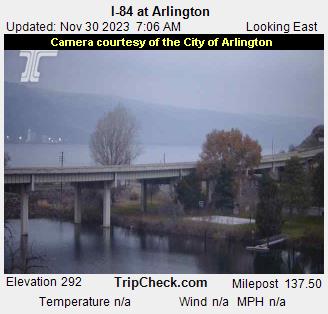 I-84 at Arlington
Updated: Nov 30 2023 7:06 AM Looking East
Camera courtesy of the City of Arlington
Elevation 292 TripCheck.com Milepost 137.50
Temperature n/a Wind n/a MPH n/a